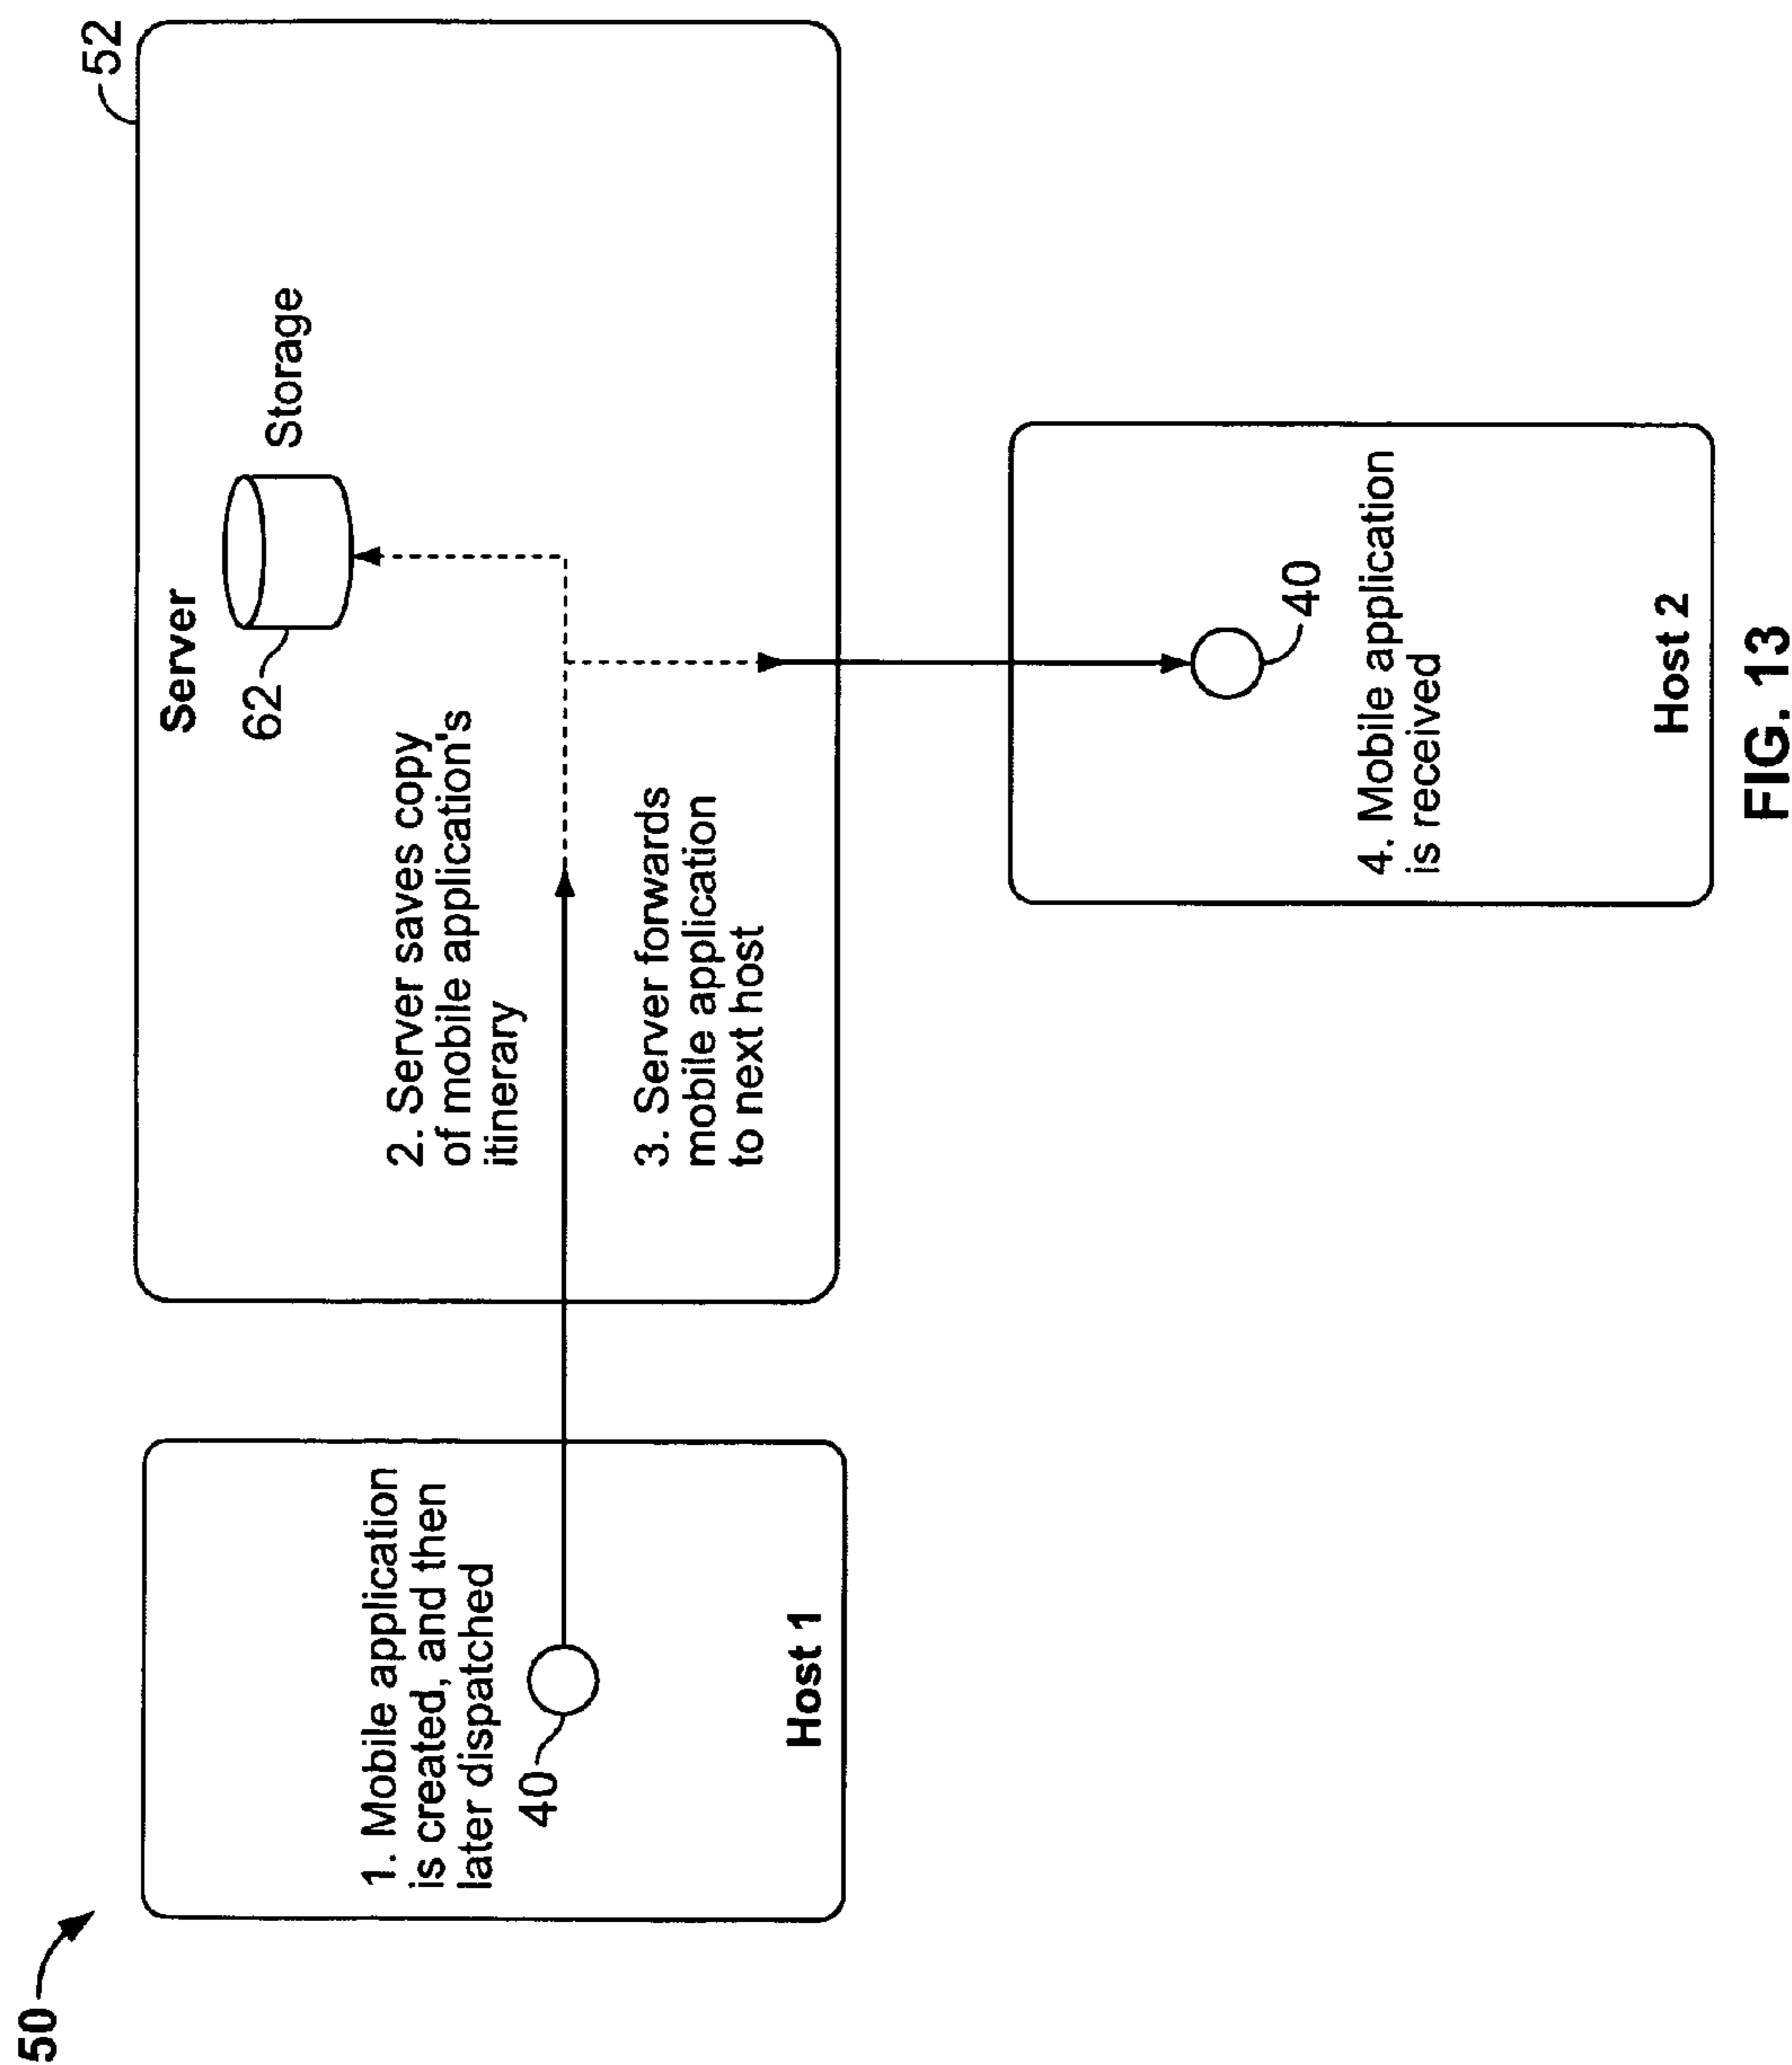 50
52
Server
62
Storage
1. Mobile application
is created, and then
later dispatched
40
Host 1
2. Server saves copy
of mobile application's
itinerary
3. Server forwards
mobile application
to next host
40
4. Mobile application
is received
Host 2
FIG. 13